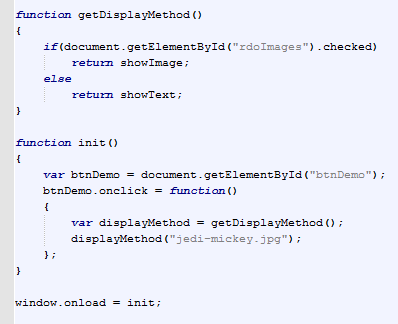 function getDisplayMethod()
{
    if(document.getElementById("rdoImages").checked)
        return showImage;
    else
        return showText;
}

function init()
{
    var btnDemo = document.getElementById("btnDemo");
    btnDemo.onclick = function()
    {
        var displayMethod = getDisplayMethod();
        displayMethod("jedi-mickey.jpg");
    };
}

window.onload = init;